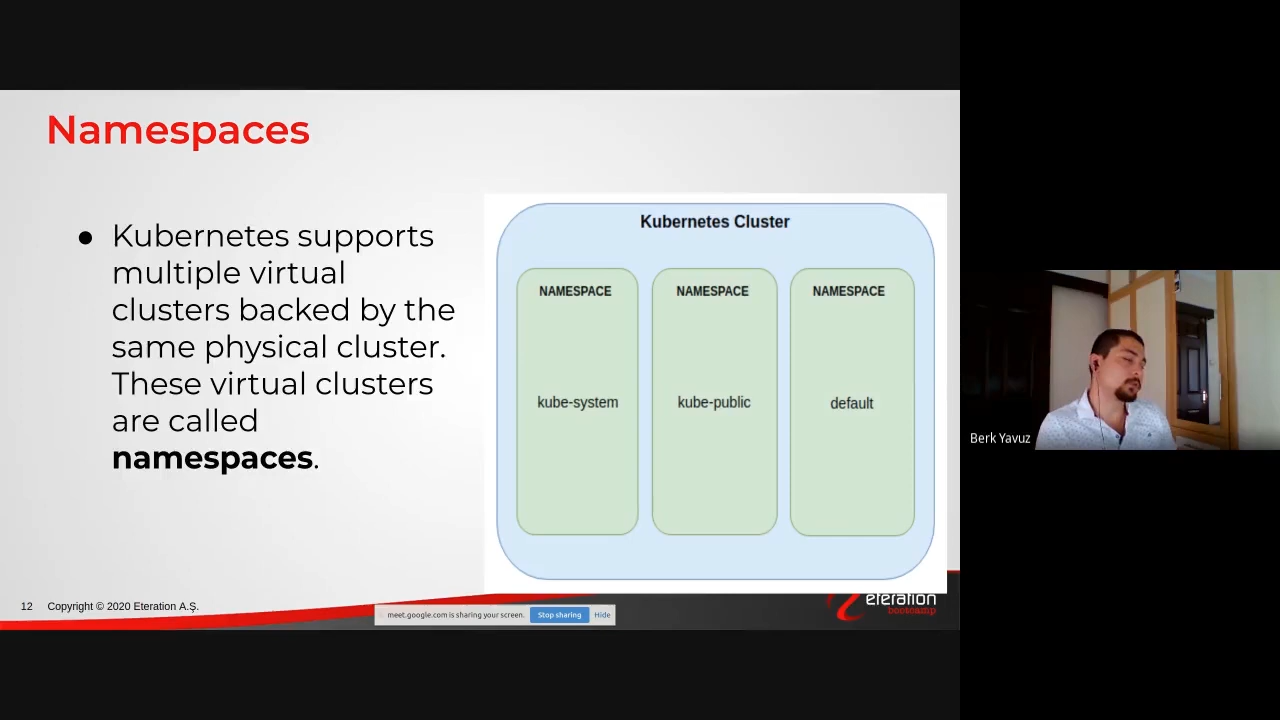 Namespaces
● Kubernetes supports
multiple virtual
clusters backed by the
same physical cluster.
These virtual clusters
are called
namespaces.
Kubernetes Cluster
NAMESPACE NAMESPACE NAMESPACE
kube-system kube-public default
Berk Yavuz
12 Copyright © 2020 Eteration A.Ş.
meet.google.com is sharing your screen. Stop sharing Hide
eteration
bootcamp